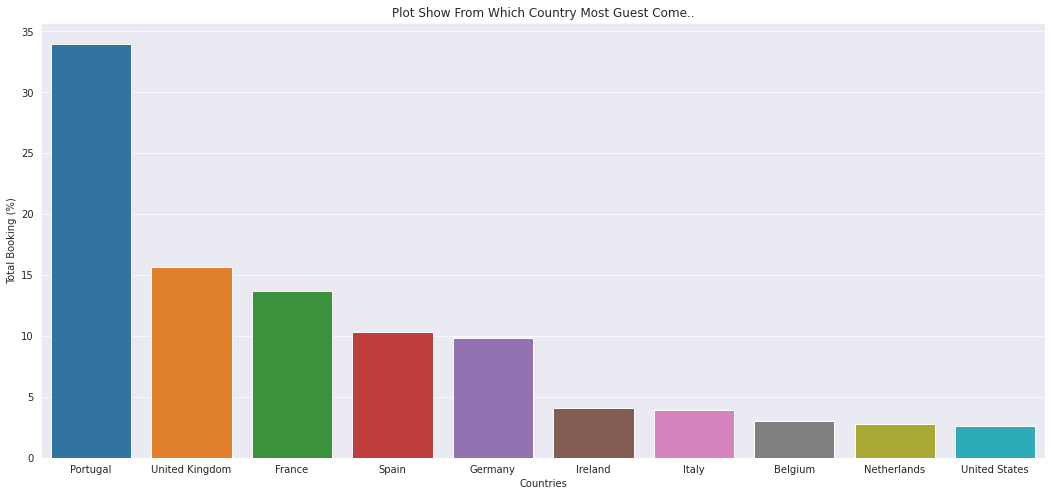 Plot Show From Which Country Most Guest Come..
35
30
25
20
15
10
5
0
Total Booking (%)
Portugal United Kingdom France Spain Germany Ireland Italy Belgium Netherlands United States
Countries